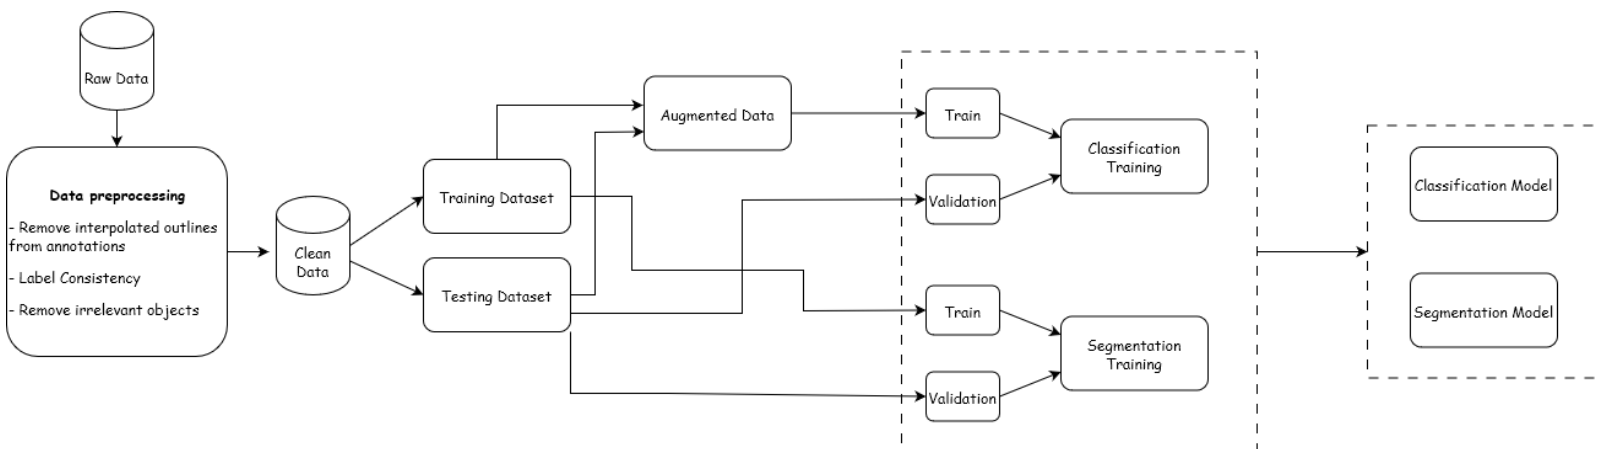 Raw Data
Data preprocessing
- Remove interpolated outlines
from annotations
- Label Consistency
- Remove irrelevant objects
Clean
Data
Training Dataset
Testing Dataset
Augmented Data
Train
Validation
Classification
Training
Train
Validation
Segmentation
Training
Classification Model
Segmentation Model